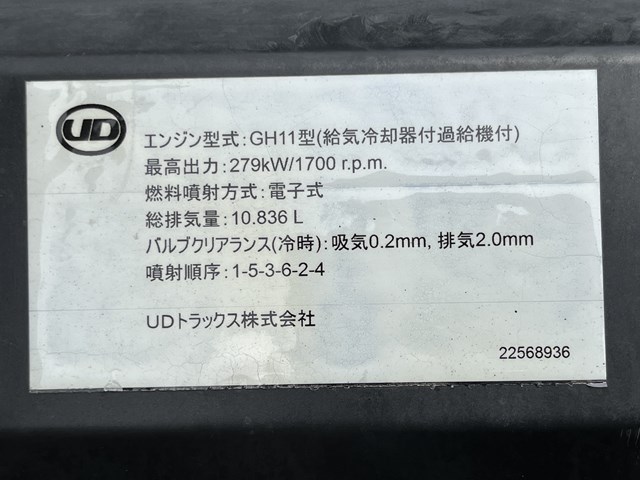 UD
エンジン型式:GH11型(給気冷却器付過給機付)
最高出力:279kW/1700 r.p.m.
燃料噴射方式:電子式
総排気量:10.836 L
バルブクリアランス(冷時):吸気0.2mm, 排気2.0mm
噴射順序:1-5-3-6-2-4
UDトラックス株式会社
22568936